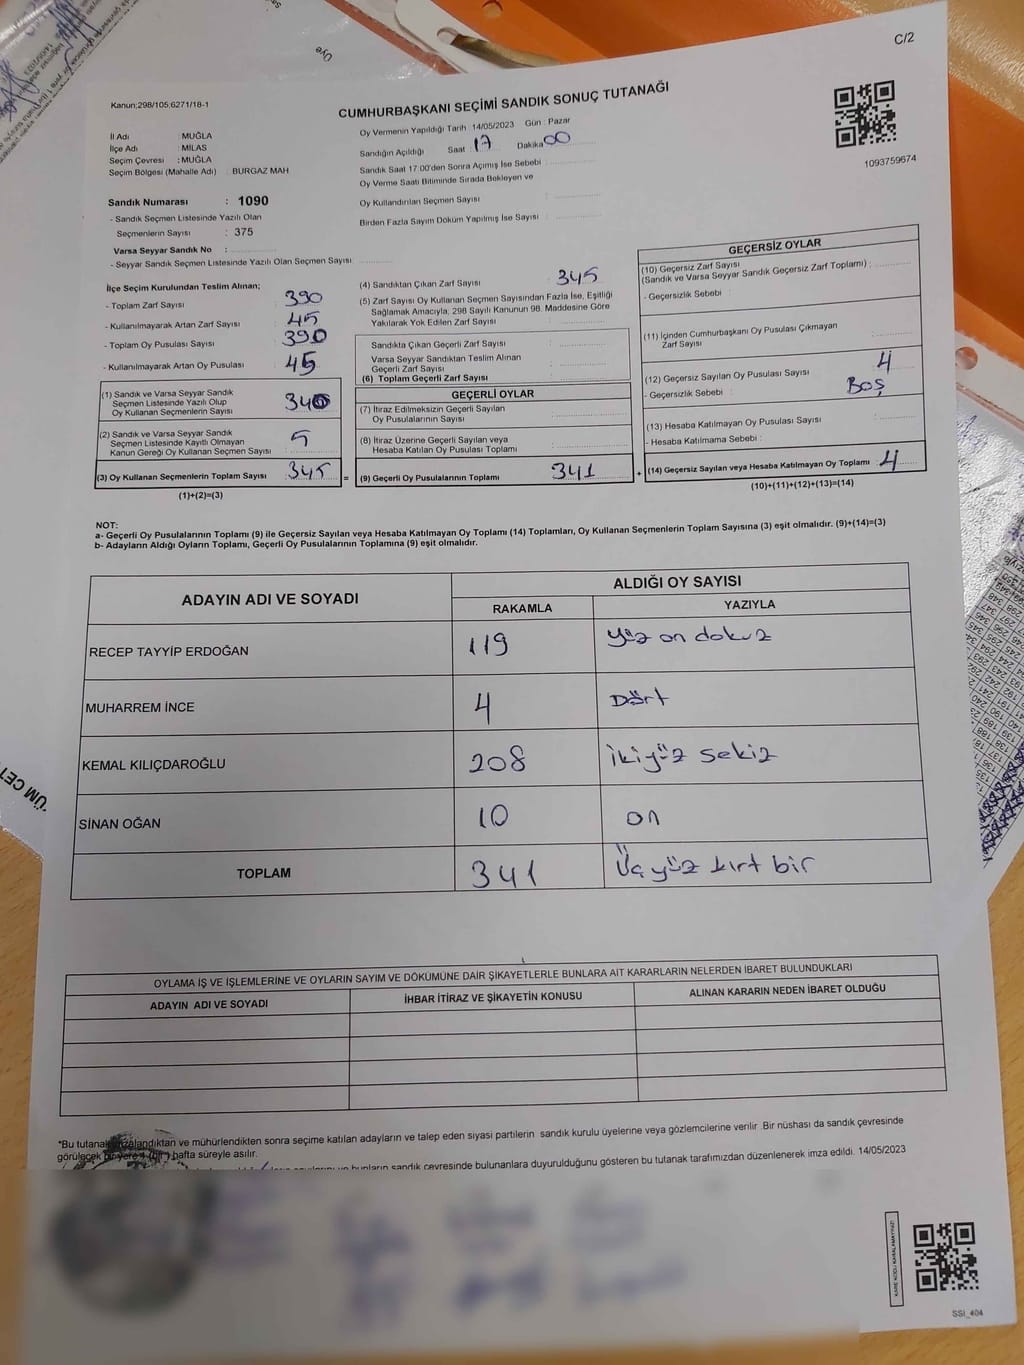 C/2
Üye
Kanun;298/105;6271/18-1
CUMHURBAŞKANI SEÇİMİ SANDIK SONUÇ TUTANAĞI
1093759674
İl Adı : MUĞLA
İlçe Adı : MİLAS
Seçim Çevresi : MUĞLA
Seçim Bölgesi (Mahalle Adı) : BURGAZ MAH
Oy Vermenin Yapıldığı Tarih 14/05/2023 Gün : Pazar
Sandığın Açıldığı Saat : 17 Dakika : 00
Sandık Saat 17:00'den Sonra Açımış İse Sebebi :
Oy Verme Saati Bitiminde Sırada Bekleyen ve
Oy Kullandırılan Seçmen Sayısı :
Birden Fazla Sayım Döküm Yapılmış İse Sayısı :
Sandık Numarası : 1090
- Sandık Seçmen Listesinde Yazılı Olan
Seçmenlerin Sayısı : 375
Varsa Seyyar Sandık No :
- Seyyar Sandık Seçmen Listesinde Yazılı Olan Seçmen Sayısı:
İlçe Seçim Kurulundan Teslim Alınan;
- Toplam Zarf Sayısı : 390
- Kullanılmayarak Artan Zarf Sayısı : 45
- Toplam Oy Pusulası Sayısı : 390
- Kullanılmayarak Artan Oy Pusulası : 45
(1) Sandık ve Varsa Seyyar Sandık
Seçmen Listesinde Yazılı Olup
Oy Kullanan Seçmenlerin Sayısı : 340
(2) Sandık ve Varsa Seyyar Sandık
Seçmen Listesinde Kayıtlı Olmayan
Kanun Gereği Oy Kullanan Seçmen Sayısı : 5
(3) Oy Kullanan Seçmenlerin Toplam Sayısı : 345
(1)+(2)=(3)
(4) Sandıktan Çıkan Zarf Sayısı : 345
(5) Zarf Sayısı Oy Kullanan Seçmen Sayısından Fazla İse, Eşitliği
Sağlamak Amacıyla; 298 Sayılı Kanunun 98. Maddesine Göre
Yakılarak Yok Edilen Zarf Sayısı :
Sandıkta Çıkan Geçerli Zarf Sayısı :
Varsa Seyyar Sandıktan Teslim Alınan
Geçerli Zarf Sayısı :
(6) Toplam Geçerli Zarf Sayısı :
GEÇERLİ OYLAR
(7) İtiraz Edilmeksizin Geçerli Sayılan
Oy Pusulalarının Sayısı :
(8) İtiraz Üzerine Geçerli Sayılan veya
Hesaba Katılan Oy Pusulası Toplamı :
= (9) Geçerli Oy Pusulalarının Toplamı : 341 +
GEÇERSİZ OYLAR
(10) Geçersiz Zarf Sayısı
(Sandık ve Varsa Seyyar Sandık Geçersiz Zarf Toplamı) :
- Geçersizlik Sebebi :
(11) İçinden Cumhurbaşkanı Oy Pusulası Çıkmayan
Zarf Sayısı :
(12) Geçersiz Sayılan Oy Pusulası Sayısı : 4
- Geçersizlik Sebebi : BOŞ
(13) Hesaba Katılmayan Oy Pusulası Sayısı :
- Hesaba Katılmama Sebebi :
(14) Geçersiz Sayılan veya Hesaba Katılmayan Oy Toplamı : 4
(10)+(11)+(12)+(13)=(14)
NOT:
a- Geçerli Oy Pusulalarının Toplamı (9) ile Geçersiz Sayılan veya Hesaba Katılmayan Oy Toplamı (14) Toplamları, Oy Kullanan Seçmenlerin Toplam Sayısına (3) eşit olmalıdır. (9)+(14)=(3)
b- Adayların Aldığı Oyların Toplamı, Geçerli Oy Pusulalarının Toplamına (9) eşit olmalıdır.
ADAYIN ADI VE SOYADI
ALDIĞI OY SAYISI
RAKAMLA YAZIYLA
RECEP TAYYİP ERDOĞAN 119 Yüz on dokuz
MUHARREM İNCE 4 Dört
KEMAL KILIÇDAROĞLU 208 İkiyüz sekiz
SİNAN OĞAN 10 on
TOPLAM 341 Üçyüz kırt bir
OYLAMA İŞ VE İŞLEMLERİNE VE OYLARIN SAYIM VE DÖKÜMÜNE DAİR ŞİKAYETLERLE BUNLARA AİT KARARLARIN NELERDEN İBARET BULUNDUKLARI
ADAYIN ADI VE SOYADI İHBAR İTİRAZ VE ŞİKAYETİN KONUSU ALINAN KARARIN NEDEN İBARET OLDUĞU
*Bu tutanak imzalandıktan ve mühürlendikten sonra seçime katılan adayların ve talep eden siyasi partilerin sandık kurulu üyelerine veya gözlemcilerine verilir .Bir nüshası da sandık çevresinde
görülecek bir yere 1 (bir) hafta süreyle asılır.
bunların sandık çevresinde bulunanlara duyurulduğunu gösteren bu tutanak tarafımızdan düzenlenerek imza edildi. 14/05/2023
KARE KODU KARALAMAYINIZ!
SSI_404